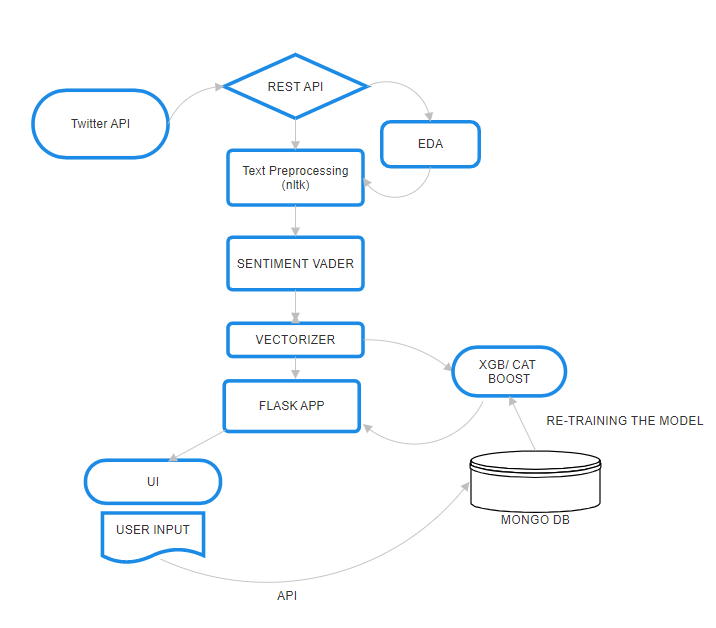 REST API
Twitter API
EDA
Text Preprocessing
(nltk)
SENTIMENT VADER
VECTORIZER
XGB/ CAT
BOOST
FLASK APP
RE-TRAINING THE MODEL
UI
MONGO DB
USER INPUT
API